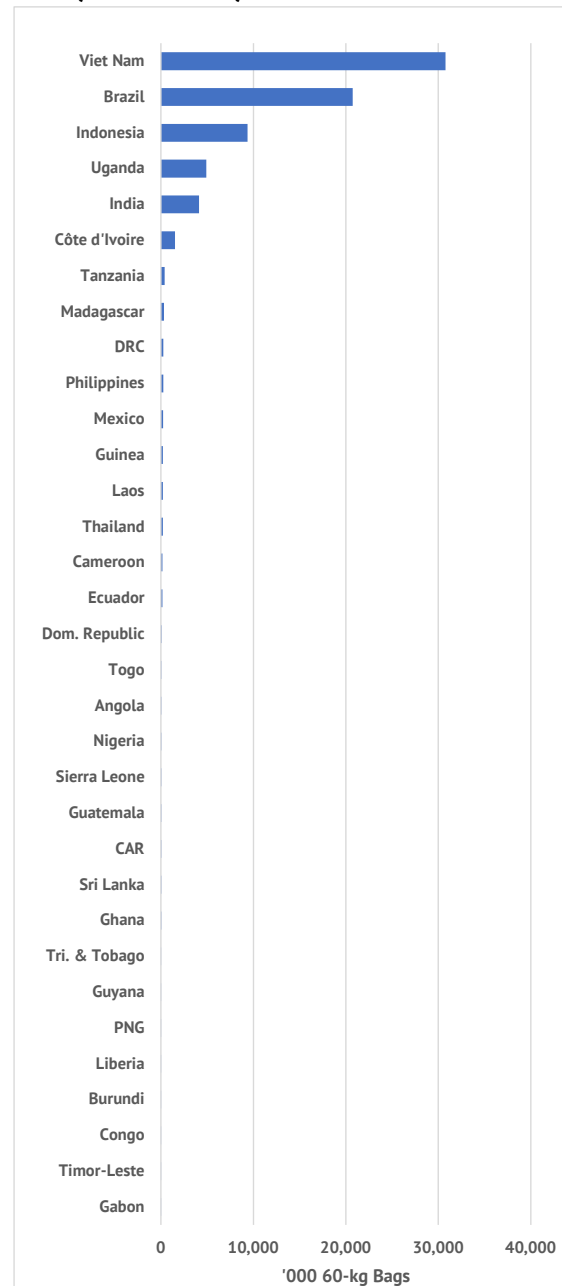 Viet Nam
Brazil
Indonesia
Uganda
India
Côte d'Ivoire
Tanzania
Madagascar
DRC
Philippines
Mexico
Guinea
Laos
Thailand
Cameroon
Ecuador
Dom. Republic
Togo
Angola
Nigeria
Sierra Leone
Guatemala
CAR
Sri Lanka
Ghana
Tri. & Tobago
Guyana
PNG
Liberia
Burundi
Congo
Timor-Leste
Gabon
0 10,000 20,000 30,000 40,000
'000 60-kg Bags